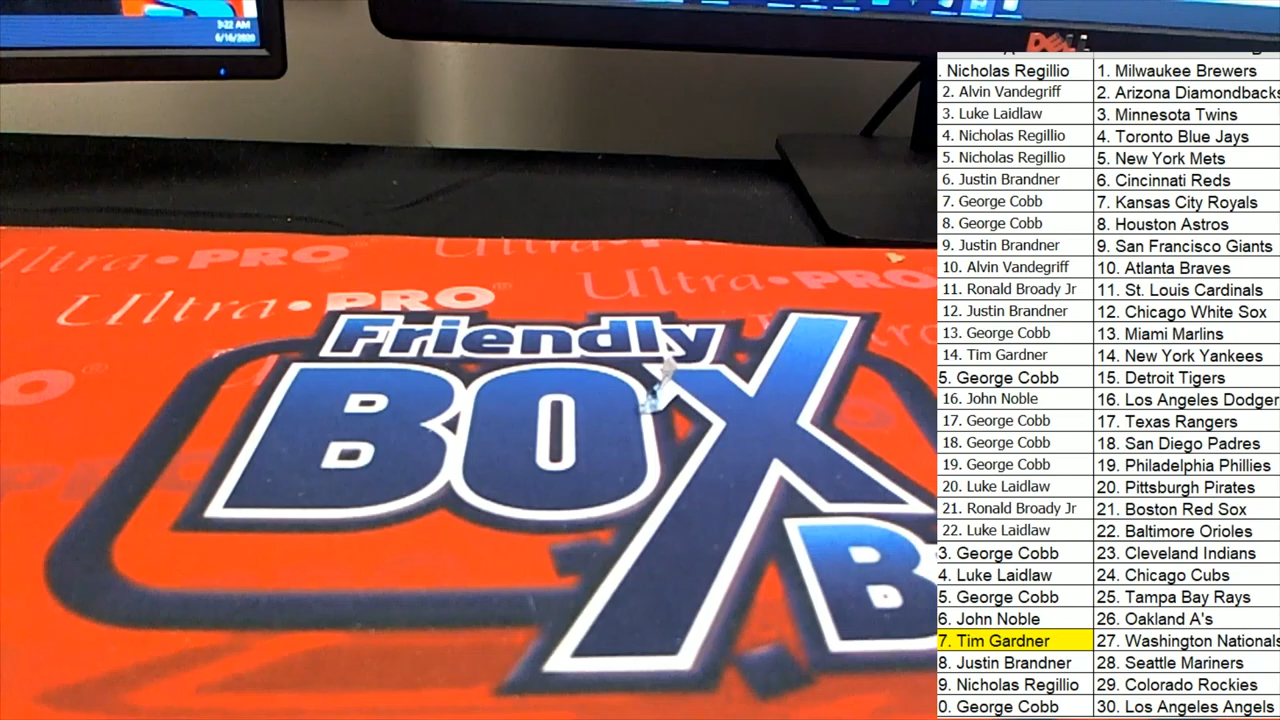 9:22 AM
6/16/2020
DELL
Ultra•PRO
Ultra•PRO®
Ultra•PRO®
Ultra•PRO
PRO®
Friendly
BOX
B
. Nicholas Regillio 1. Milwaukee Brewers
2. Alvin Vandegriff 2. Arizona Diamondbacks
3. Luke Laidlaw 3. Minnesota Twins
4. Nicholas Regillio 4. Toronto Blue Jays
5. Nicholas Regillio 5. New York Mets
6. Justin Brandner 6. Cincinnati Reds
7. George Cobb 7. Kansas City Royals
8. George Cobb 8. Houston Astros
9. Justin Brandner 9. San Francisco Giants
10. Alvin Vandegriff 10. Atlanta Braves
11. Ronald Broady Jr 11. St. Louis Cardinals
12. Justin Brandner 12. Chicago White Sox
13. George Cobb 13. Miami Marlins
14. Tim Gardner 14. New York Yankees
5. George Cobb 15. Detroit Tigers
16. John Noble 16. Los Angeles Dodger
17. George Cobb 17. Texas Rangers
18. George Cobb 18. San Diego Padres
19. George Cobb 19. Philadelphia Phillies
20. Luke Laidlaw 20. Pittsburgh Pirates
21. Ronald Broady Jr 21. Boston Red Sox
22. Luke Laidlaw 22. Baltimore Orioles
3. George Cobb 23. Cleveland Indians
4. Luke Laidlaw 24. Chicago Cubs
5. George Cobb 25. Tampa Bay Rays
6. John Noble 26. Oakland A's
7. Tim Gardner 27. Washington Nationals
8. Justin Brandner 28. Seattle Mariners
9. Nicholas Regillio 29. Colorado Rockies
0. George Cobb 30. Los Angeles Angels